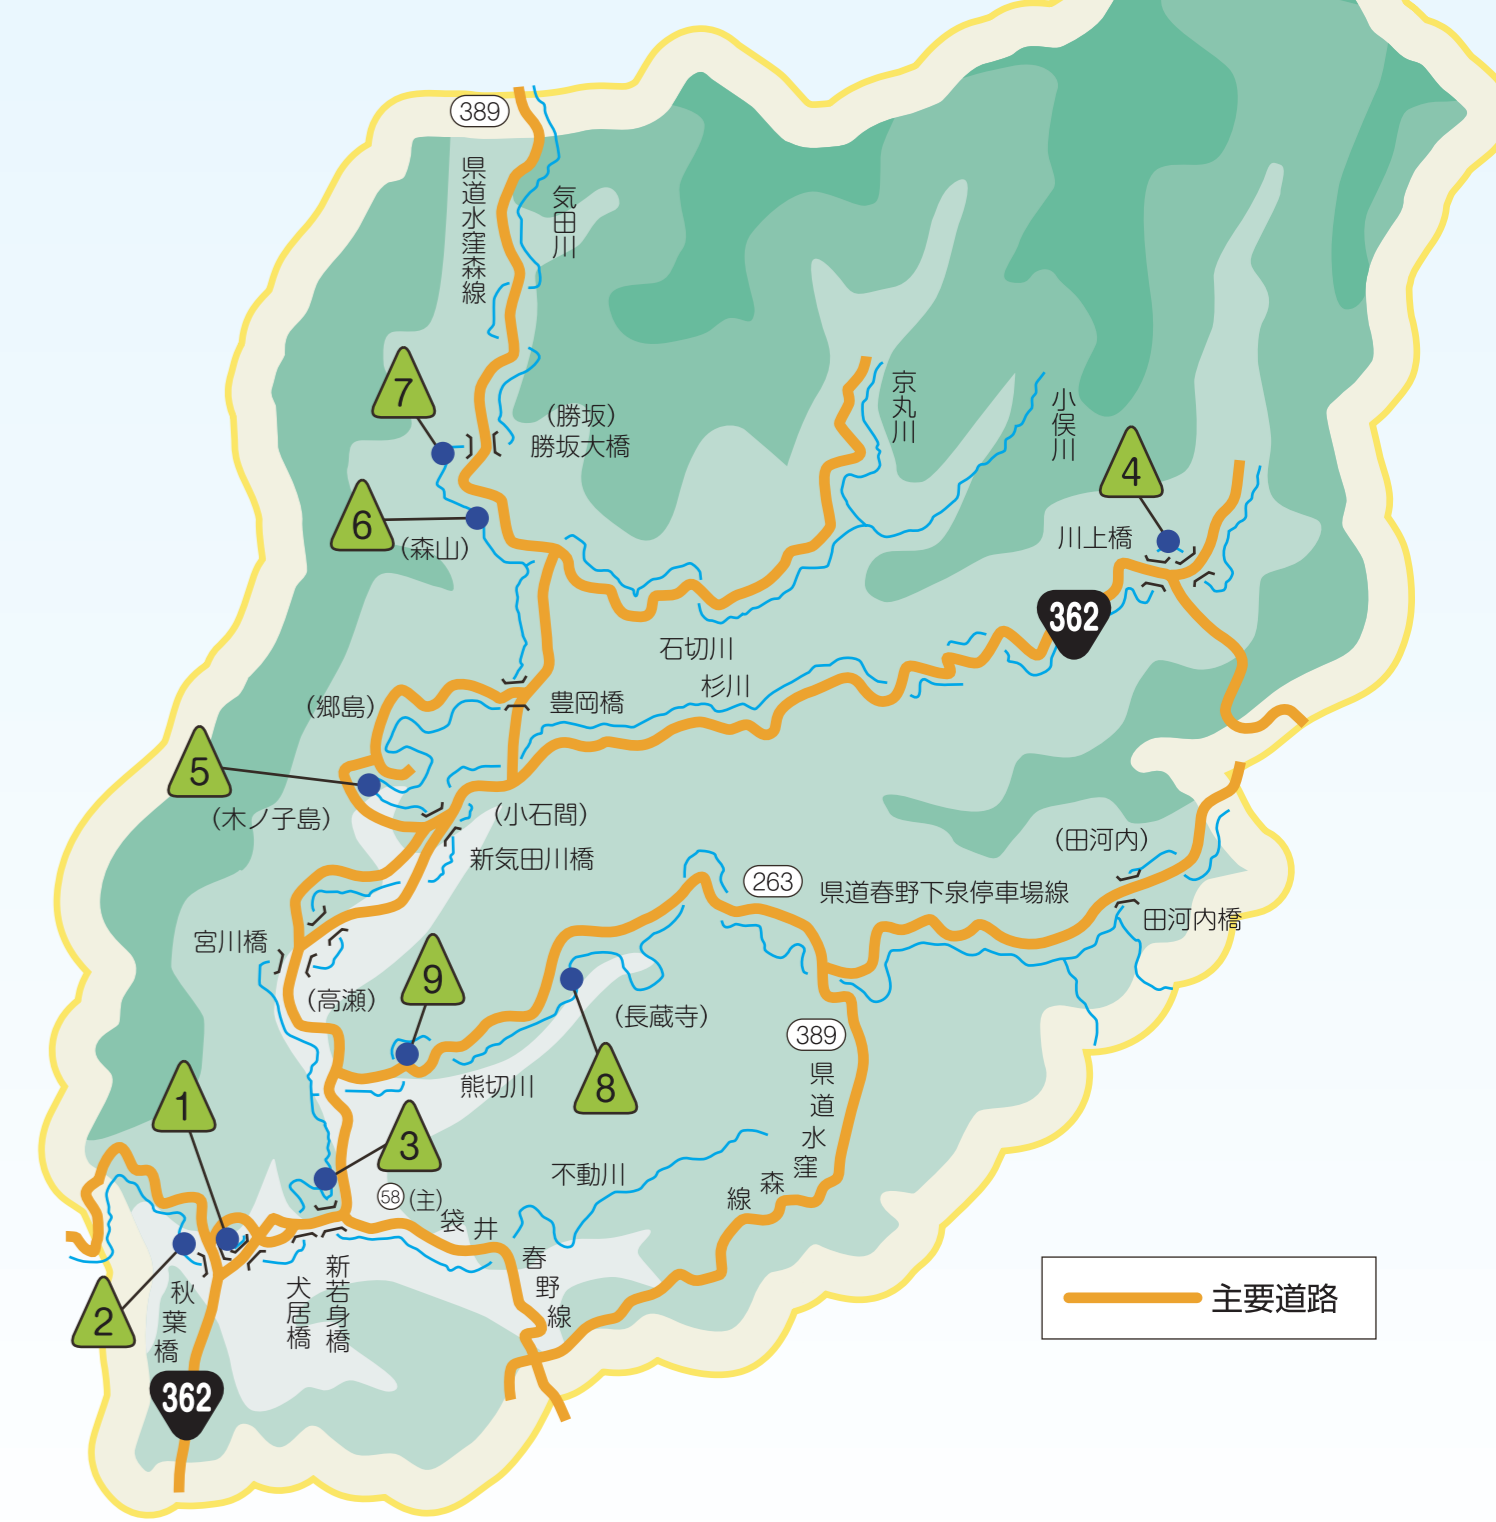 389
県道水窪森線
気田川
7
(勝坂)
勝坂大橋
京丸川
小俣川
4
川上橋
6
(森山)
362
石切川
杉川
(郷島)
豊岡橋
5
(木ノ子島)
(小石間)
新気田川橋
(田河内)
263
県道春野下泉停車場線
田河内橋
宮川橋
(高瀬)
9
(長蔵寺)
389
県道水窪森線
熊切川
8
1
3
不動川
58(主)
袋井春野線
2
秋葉橋
犬居橋
新若身橋
主要道路
362